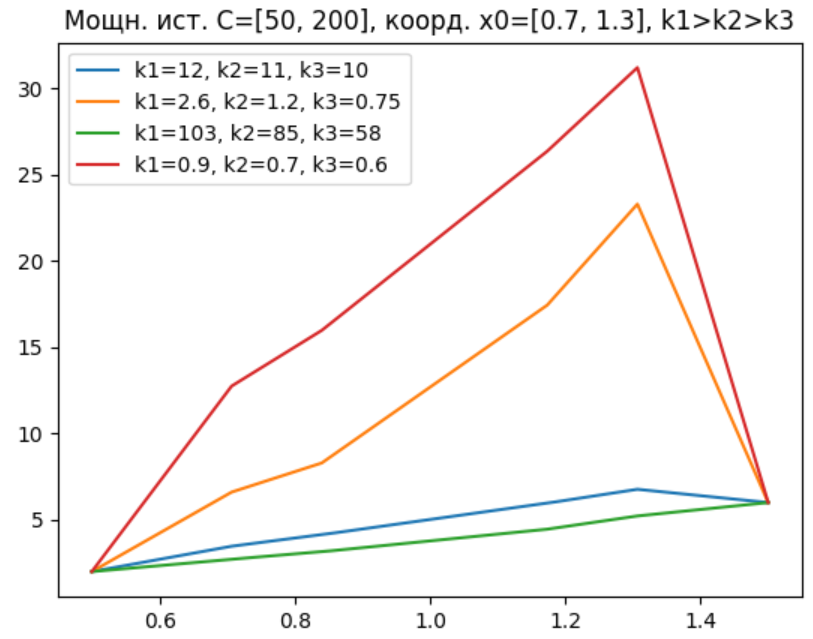 Мощн. ист. C=[50, 200], коорд. x0=[0.7, 1.3], k1>k2>k3
k1=12, k2=11, k3=10
k1=2.6, k2=1.2, k3=0.75
k1=103, k2=85, k3=58
k1=0.9, k2=0.7, k3=0.6
30
25
20
15
10
5
0.6 0.8 1.0 1.2 1.4